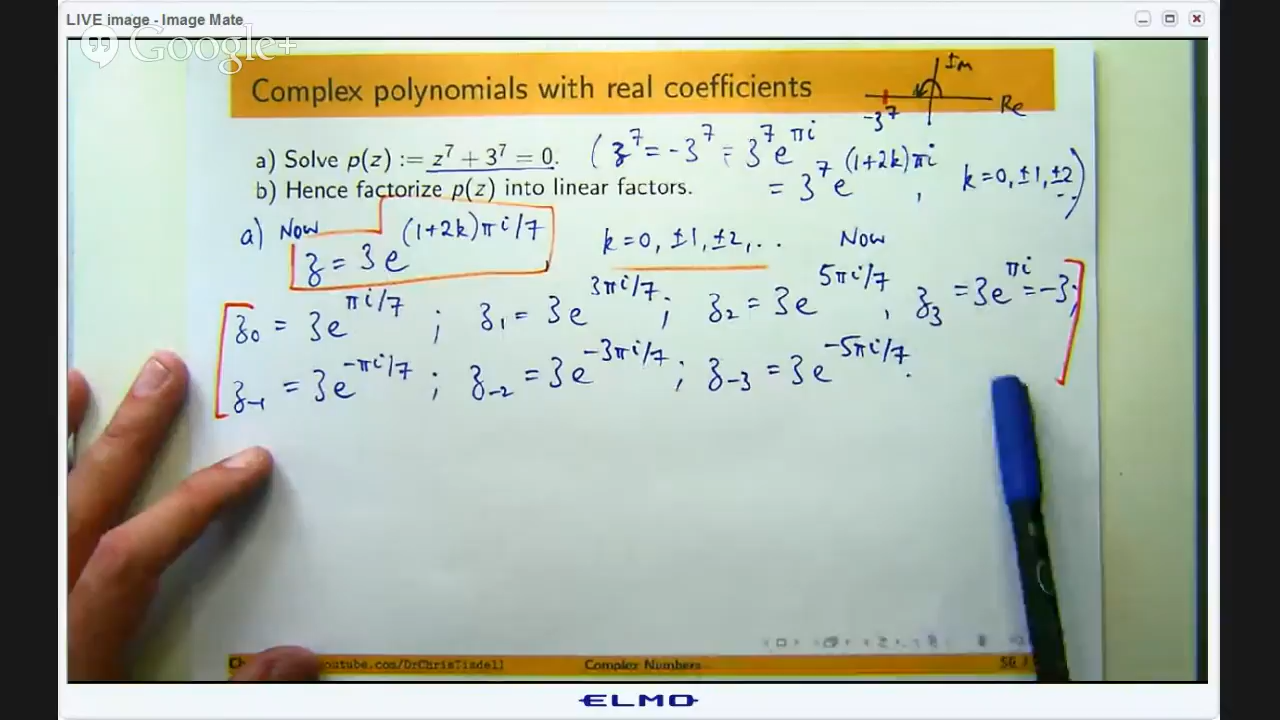 LIVE image - Image Mate
Google+
Complex polynomials with real coefficients
Im
Re
-3⁷
a) Solve p(z) := z⁷ + 3⁷ = 0.
(z⁷ = -3⁷ = 3⁷e^{πi}
b) Hence factorize p(z) into linear factors.
= 3⁷e^{(1+2k)πi}, k=0, ±1, ±2 ..)
a) Now z = 3e^{(1+2k)πi/7} k=0, ±1, ±2, .. Now
z₀ = 3e^{πi/7} ; z₁ = 3e^{3πi/7} ; z₂ = 3e^{5πi/7} , z₃ = 3e^{πi} = -3;
z₋₁ = 3e^{-πi/7} ; z₋₂ = 3e^{-3πi/7} ; z₋₃ = 3e^{-5πi/7}.
outube.com/DrChrisTisdell Complex Numbers
ELMO